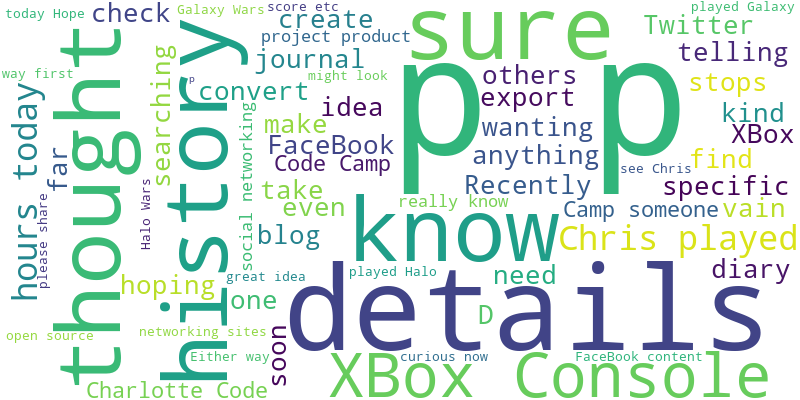 today Hope
check
Galaxy Wars
score etc
create
project product
journal
way first
convert
might look
thought
history
searching
hours today
far
please share
Halo Wars
social networking
sure
p p
Twitter
played Galaxy
telling
others
stops
export
idea
kind
wanting
XBox
make
FaceBook
Code Camp
anything
find
see Chris
Recently
specific
take
even
really know
know
Camp someone
vain
blog
Chris played
diary
great idea
played Halo
need
hoping
one
details
D
open source
networking sites
Either way
soon
curious now
FaceBook content
Charlotte Code
XBox Console
p